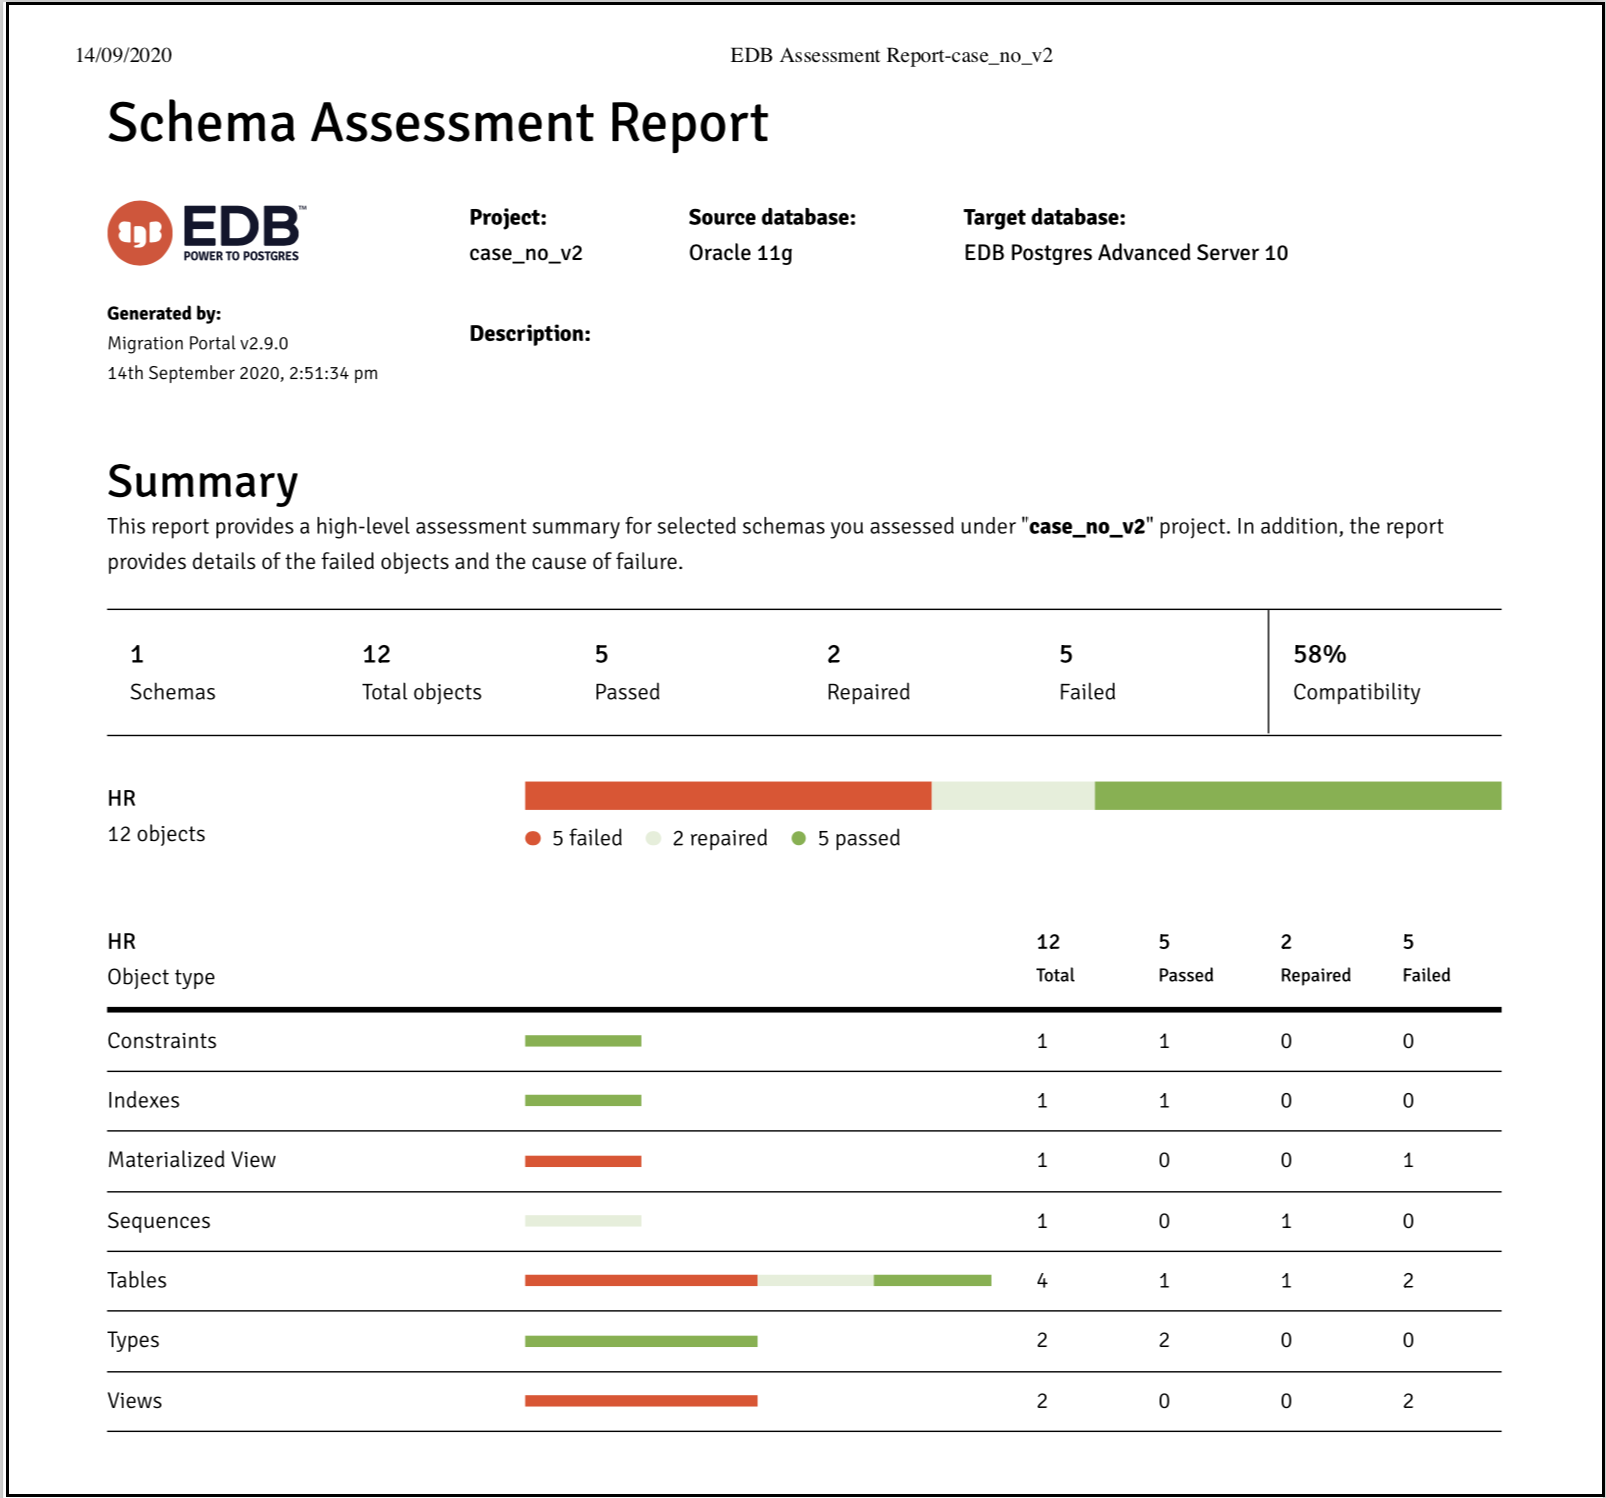 14/09/2020 EDB Assessment Report-case_no_v2
Schema Assessment Report
EDB™
POWER TO POSTGRES
Project: Source database: Target database:
case_no_v2 Oracle 11g EDB Postgres Advanced Server 10
Generated by:
Migration Portal v2.9.0
14th September 2020, 2:51:34 pm
Description:
Summary
This report provides a high-level assessment summary for selected schemas you assessed under "case_no_v2" project. In addition, the report
provides details of the failed objects and the cause of failure.
1 12 5 2 5 58%
Schemas Total objects Passed Repaired Failed Compatibility
HR
12 objects
5 failed 2 repaired 5 passed
HR 12 5 2 5
Object type Total Passed Repaired Failed
Constraints 1 1 0 0
Indexes 1 1 0 0
Materialized View 1 0 0 1
Sequences 1 0 1 0
Tables 4 1 1 2
Types 2 2 0 0
Views 2 0 0 2